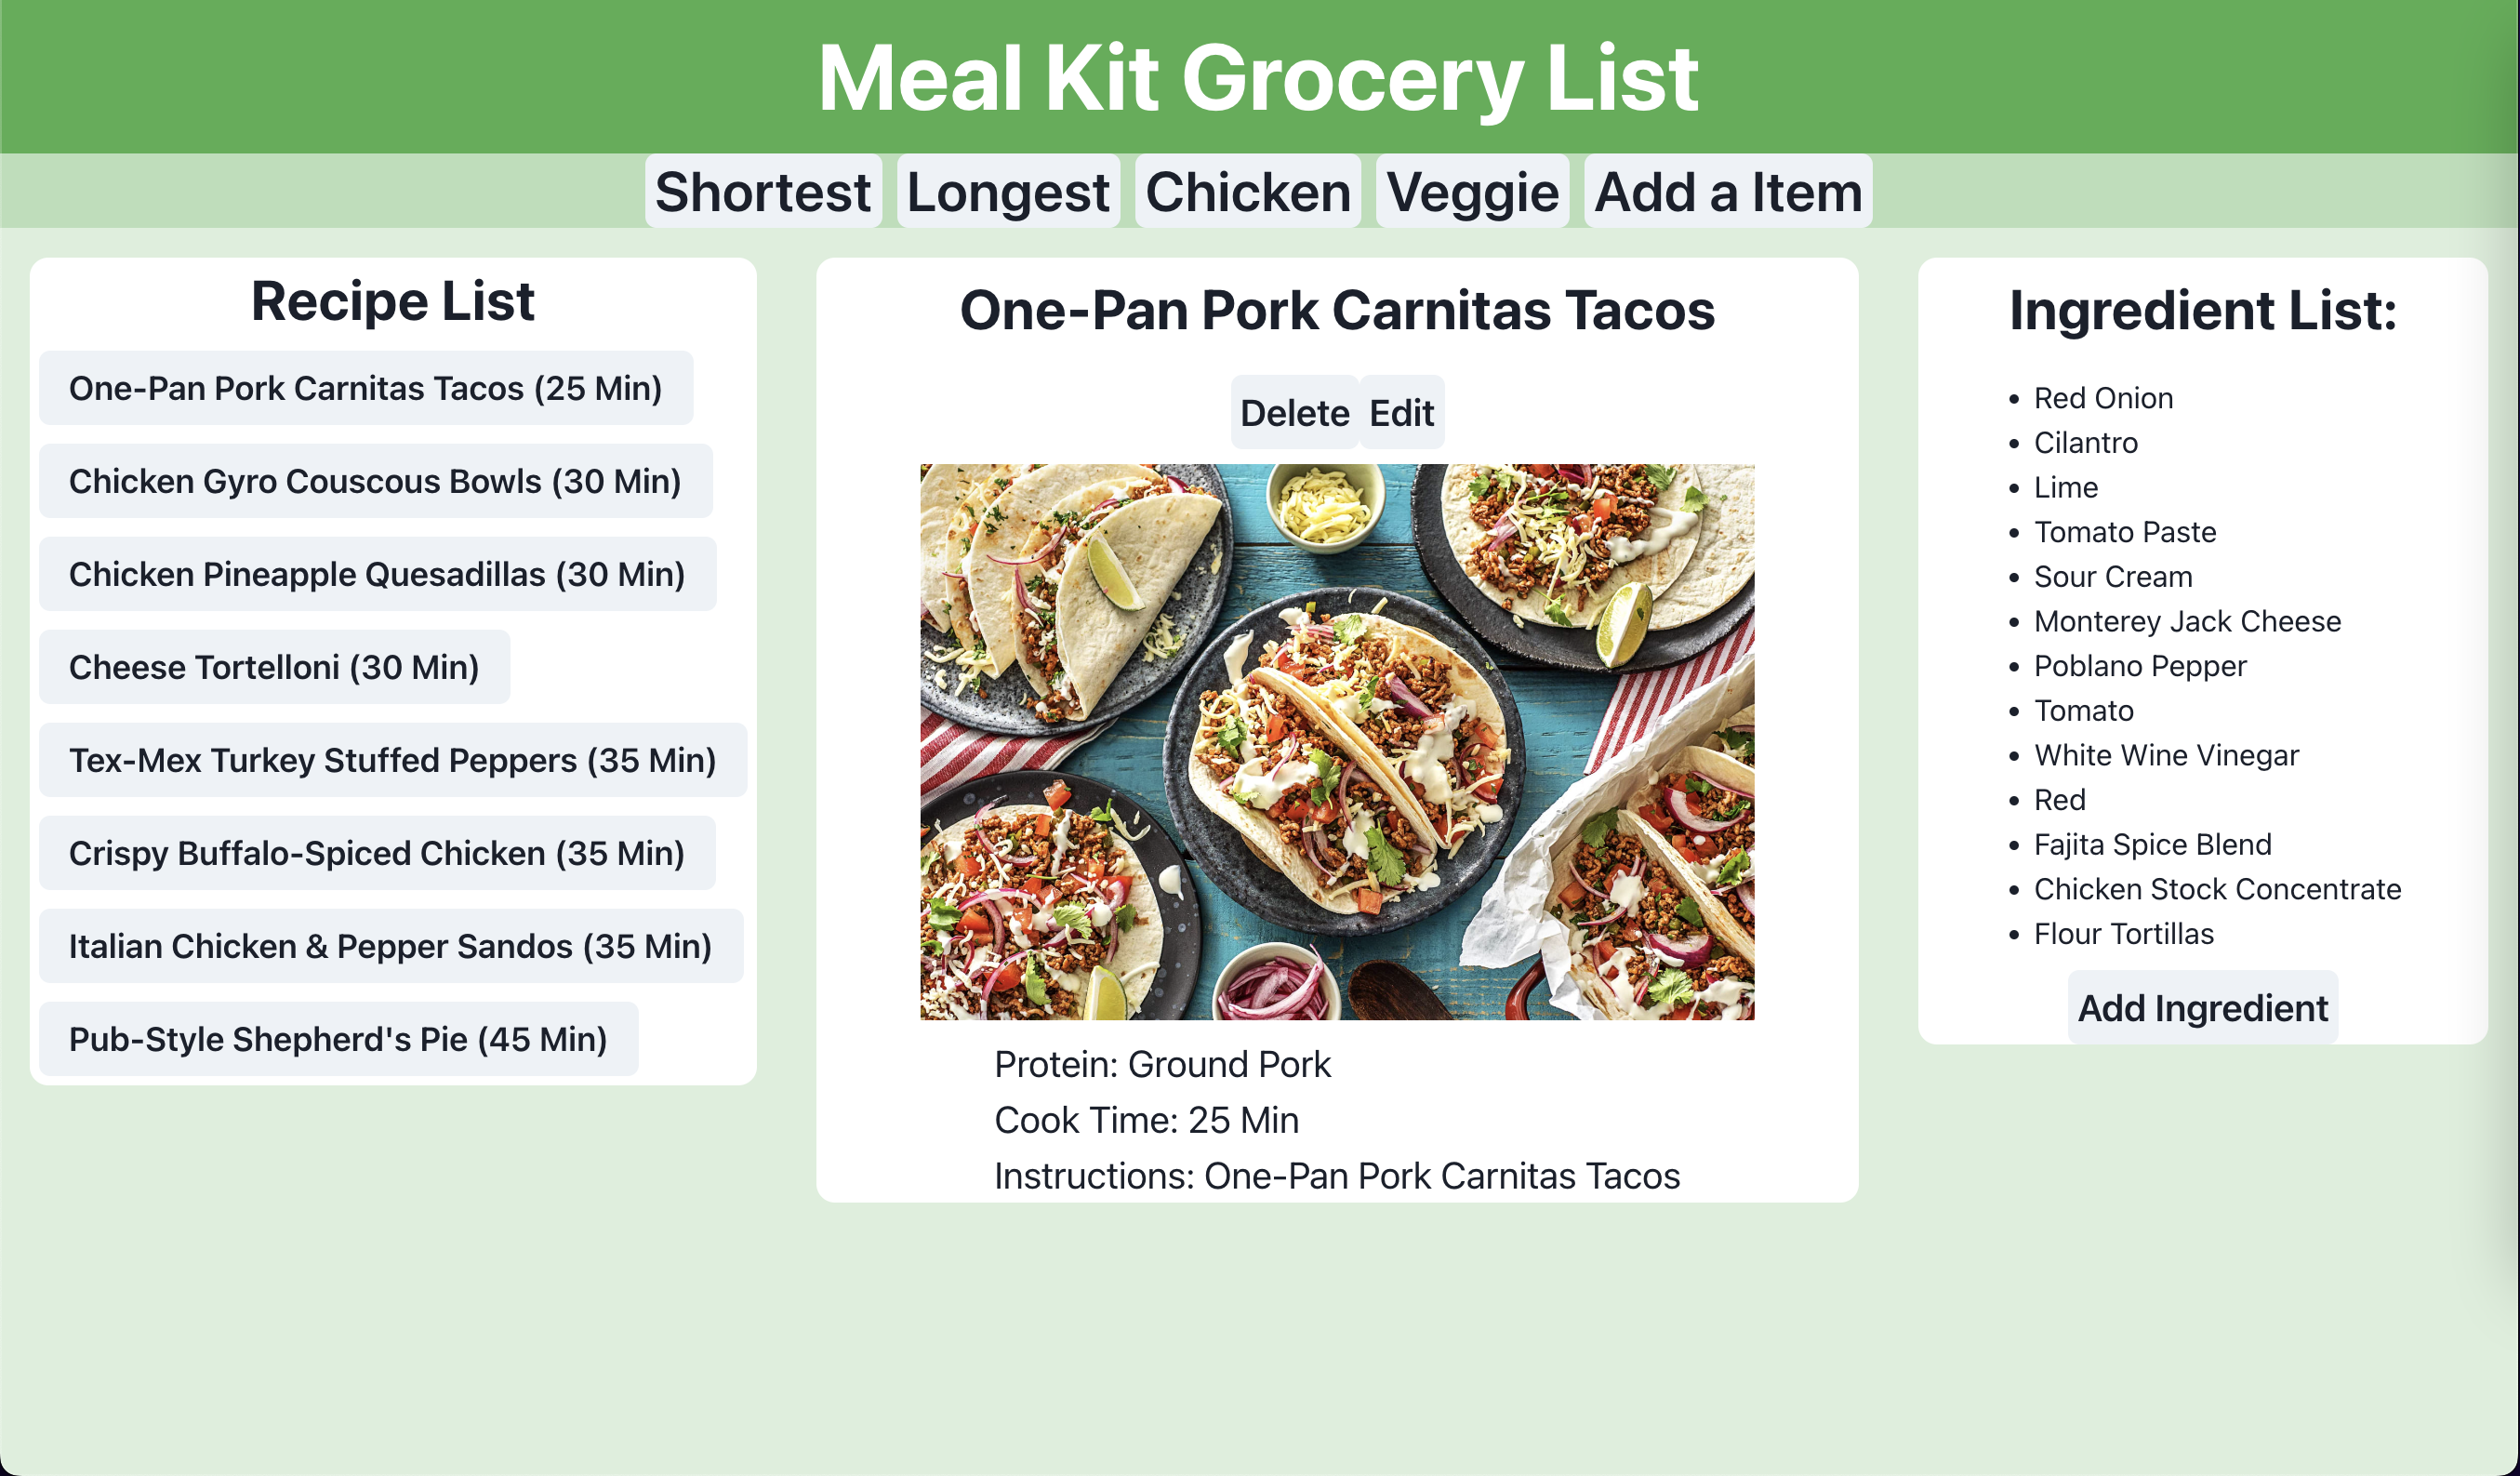 Meal Kit Grocery List
Shortest Longest Chicken Veggie Add a Item
Recipe List
One-Pan Pork Carnitas Tacos (25 Min)
Chicken Gyro Couscous Bowls (30 Min)
Chicken Pineapple Quesadillas (30 Min)
Cheese Tortelloni (30 Min)
Tex-Mex Turkey Stuffed Peppers (35 Min)
Crispy Buffalo-Spiced Chicken (35 Min)
Italian Chicken & Pepper Sandos (35 Min)
Pub-Style Shepherd's Pie (45 Min)
One-Pan Pork Carnitas Tacos
Delete Edit
Protein: Ground Pork
Cook Time: 25 Min
Instructions: One-Pan Pork Carnitas Tacos
Ingredient List:
• Red Onion
• Cilantro
• Lime
• Tomato Paste
• Sour Cream
• Monterey Jack Cheese
• Poblano Pepper
• Tomato
• White Wine Vinegar
• Red
• Fajita Spice Blend
• Chicken Stock Concentrate
• Flour Tortillas
Add Ingredient